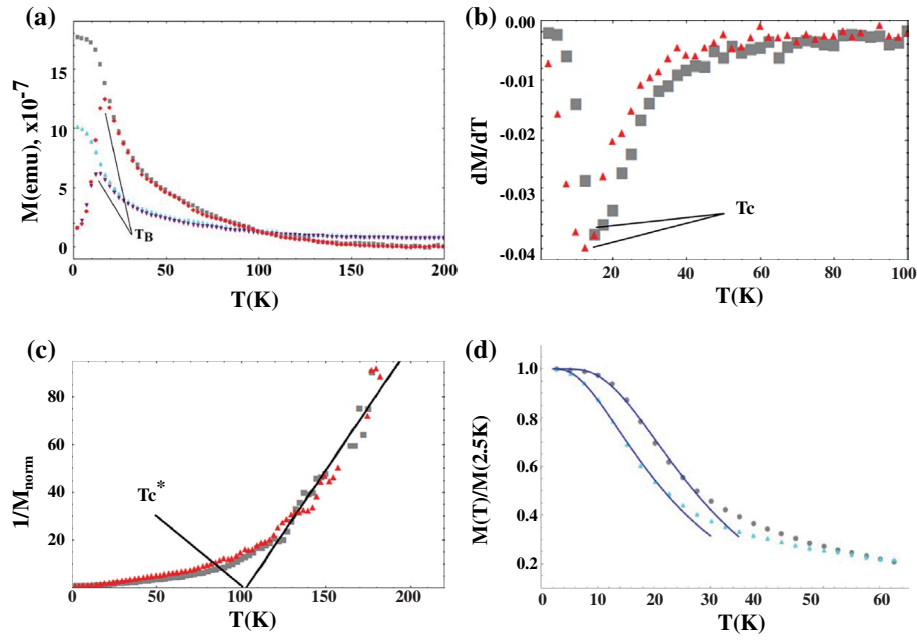 (a)
M(emu), x10⁻⁷
15
10
5
0
T_B
0 50 100 150 200
T(K)
(b)
dM/dT
0.00
-0.01
-0.02
-0.03
-0.04
Tc
20 40 60 80 100
T(K)
(c)
1/M_norm
80
60
40
20
Tc*
0 50 100 150 200
T(K)
(d)
M(T)/M(2.5K)
1.0
0.8
0.6
0.4
0.2
0 10 20 30 40 50 60
T(K)